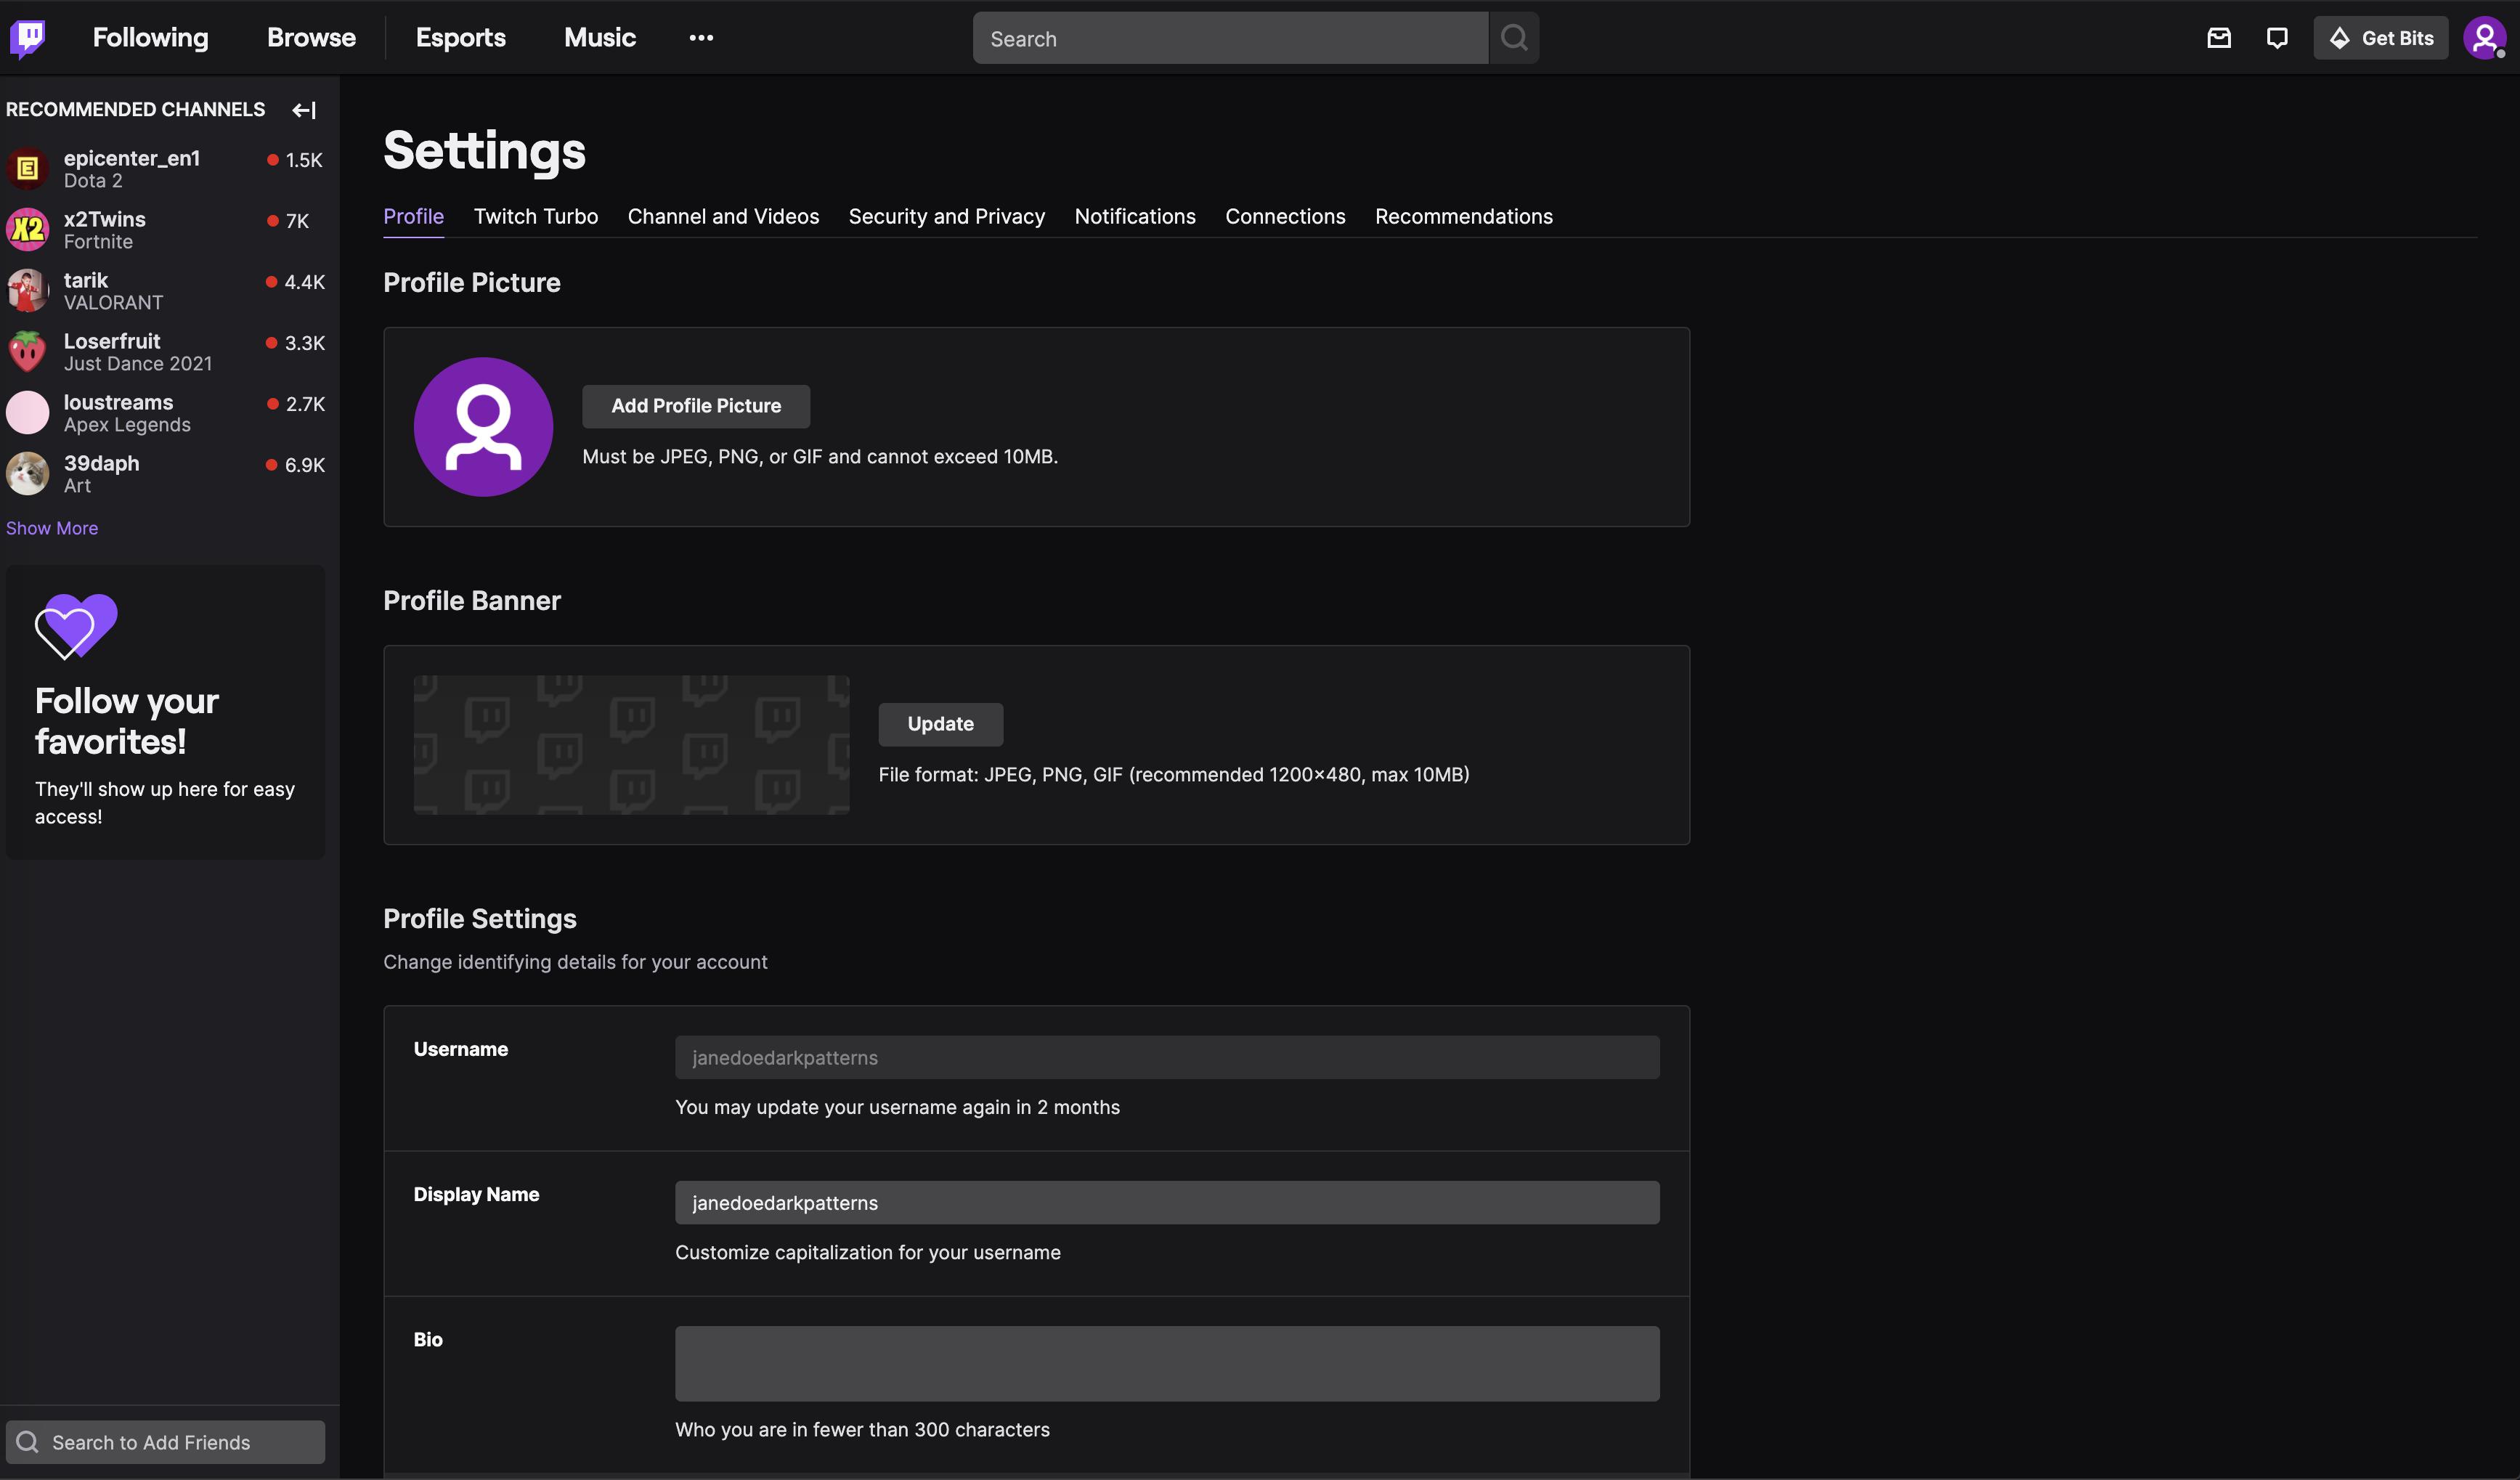 Following Browse Esports Music
Search
Get Bits
RECOMMENDED CHANNELS
epicenter_en1 1.5K
Dota 2
x2Twins 7K
Fortnite
tarik 4.4K
VALORANT
Loserfruit 3.3K
Just Dance 2021
loustreams 2.7K
Apex Legends
39daph 6.9K
Art
Show More
Follow your
favorites!
They'll show up here for easy
access!
Search to Add Friends
Settings
Profile Twitch Turbo Channel and Videos Security and Privacy Notifications Connections Recommendations
Profile Picture
Add Profile Picture
Must be JPEG, PNG, or GIF and cannot exceed 10MB.
Profile Banner
Update
File format: JPEG, PNG, GIF (recommended 1200×480, max 10MB)
Profile Settings
Change identifying details for your account
Username
janedoedarkpatterns
You may update your username again in 2 months
Display Name
janedoedarkpatterns
Customize capitalization for your username
Bio
Who you are in fewer than 300 characters